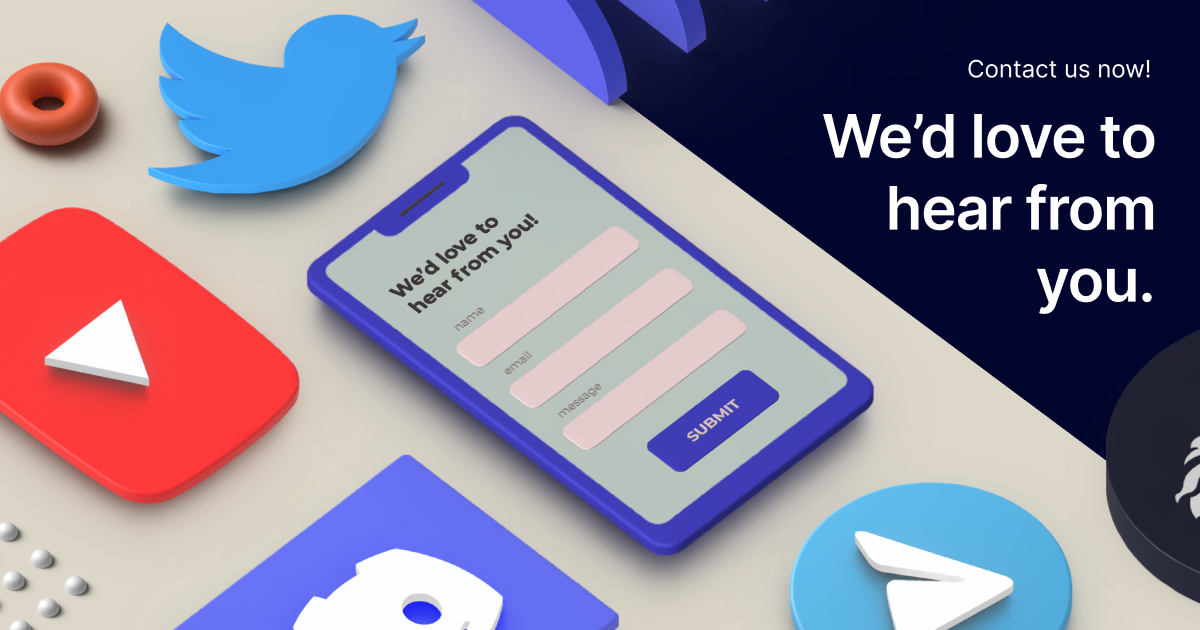 Contact us now!
We’d love to
hear from
you.
We'd love to
hear from you!
name
email
message
SUBMIT